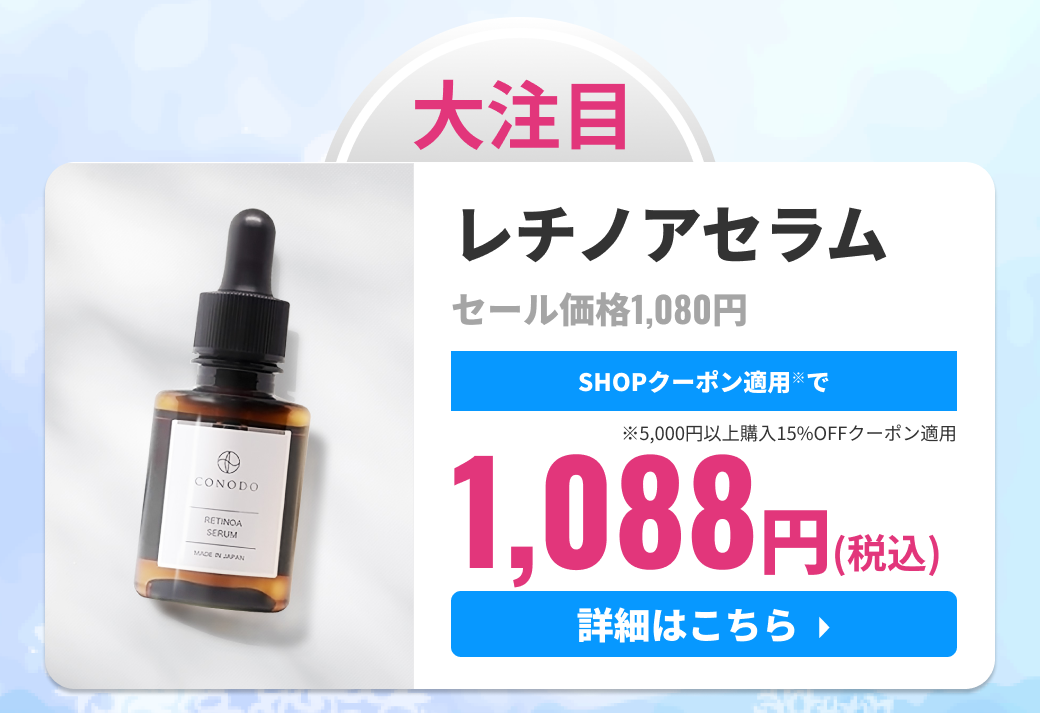 大注目
レチノアセラム
セール価格1,080円
SHOPクーポン適用※で
※5,000円以上購入15%OFFクーポン適用
1,088円(税込)
詳細はこちら
CONODO
RETINOA
SERUM
MADE IN JAPAN